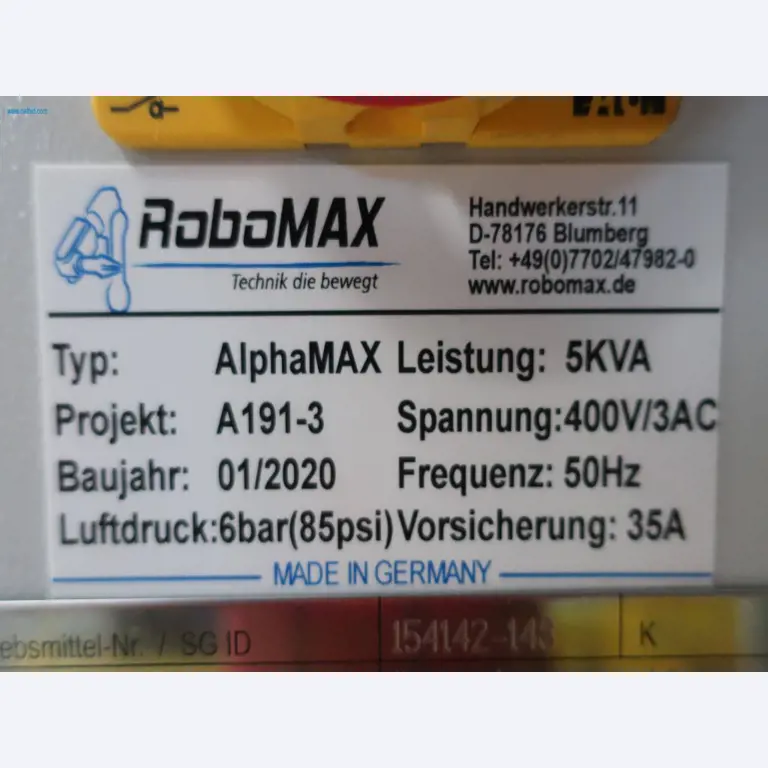 EATON
RoboMAX
Technik die bewegt
Handwerkerstr.11
D-78176 Blumberg
Tel: +49(0)7702/47982-0
www.robomax.de
Typ: AlphaMAX Leistung: 5KVA
Projekt: A191-3 Spannung:400V/3AC
Baujahr: 01/2020 Frequenz: 50Hz
Luftdruck:6bar(85psi) Vorsicherung: 35A
MADE IN GERMANY
ebsmittel-Nr. / SG ID 154142-143 K